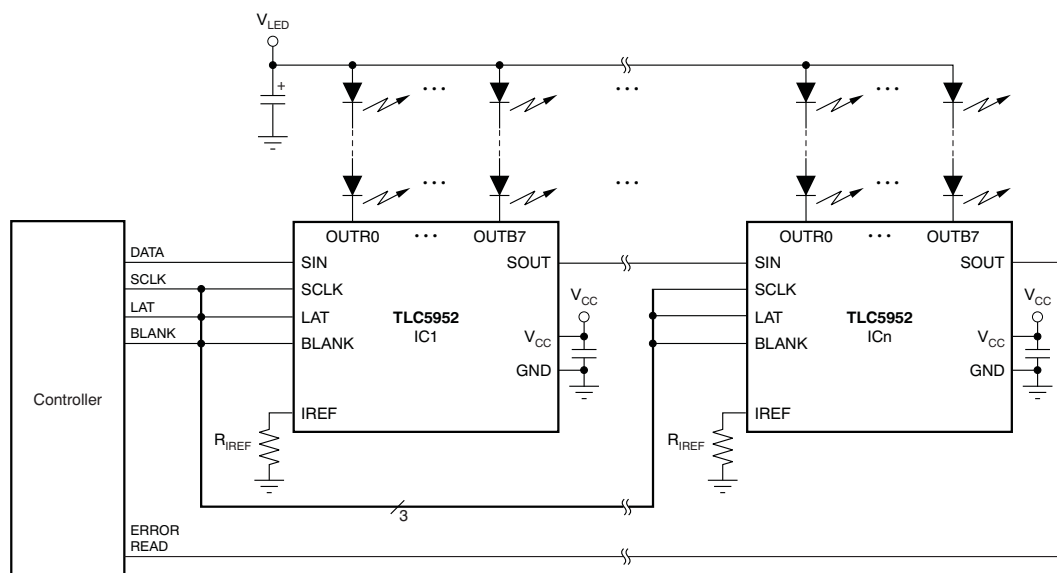 VLED
+
OUTR0 ... OUTB7
OUTR0 ... OUTB7
DATA
SCLK
LAT
BLANK
SIN
SCLK
LAT
BLANK
IREF
SOUT
VCC
GND
TLC5952
IC1
VCC
RIREF
SIN
SCLK
LAT
BLANK
IREF
SOUT
VCC
GND
TLC5952
ICn
VCC
RIREF
Controller
3
ERROR
READ